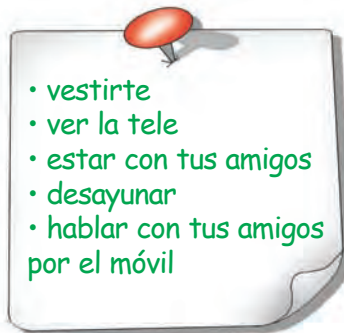 • vestirte
• ver la tele
• estar con tus amigos
• desayunar
• hablar con tus amigos
por el móvil